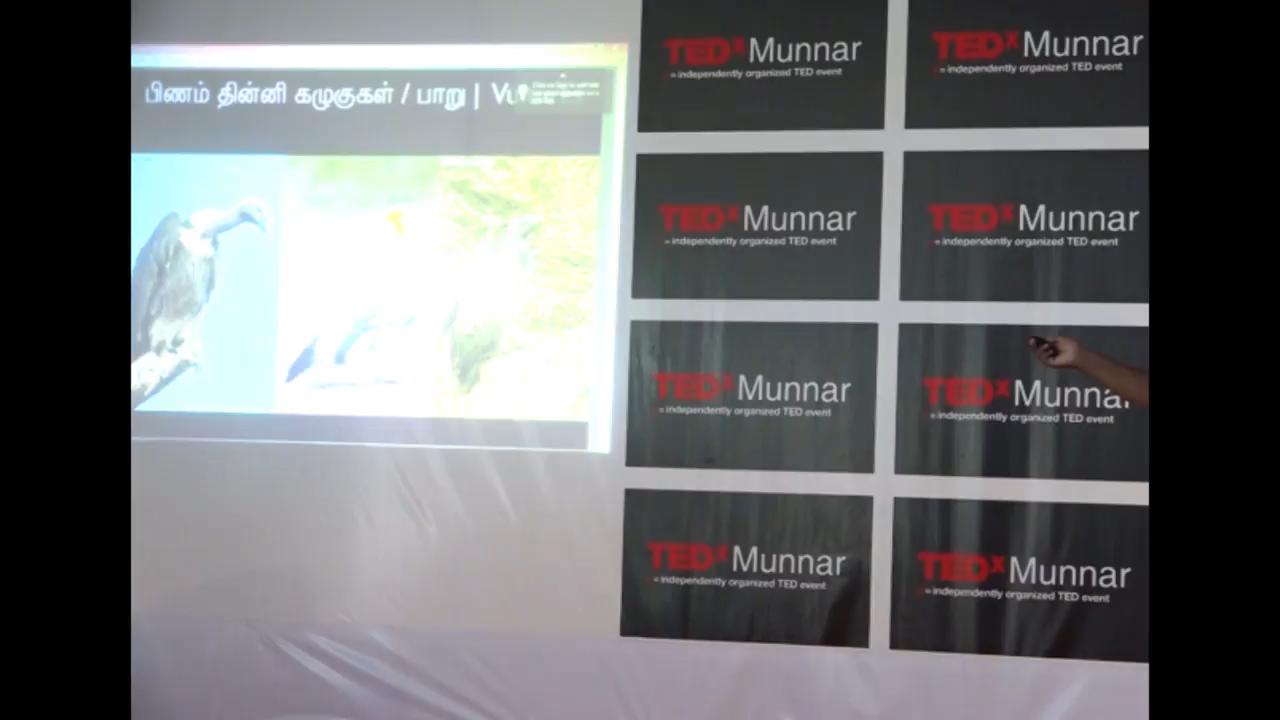 பிணம் தின்னி கழுகுகள் / பாறு |
TEDx Munnar
= independently organized TED event
TEDx Munnar
= independently organized TED event
TEDx Munnar
= independently organized TED event
TEDx Munnar
= independently organized TED event
TEDx Munnar
= independently organized TED event
TEDx Munnar
= independently organized TED event
TEDx Munnar
= independently organized TED event
TEDx Munnar
= independently organized TED event